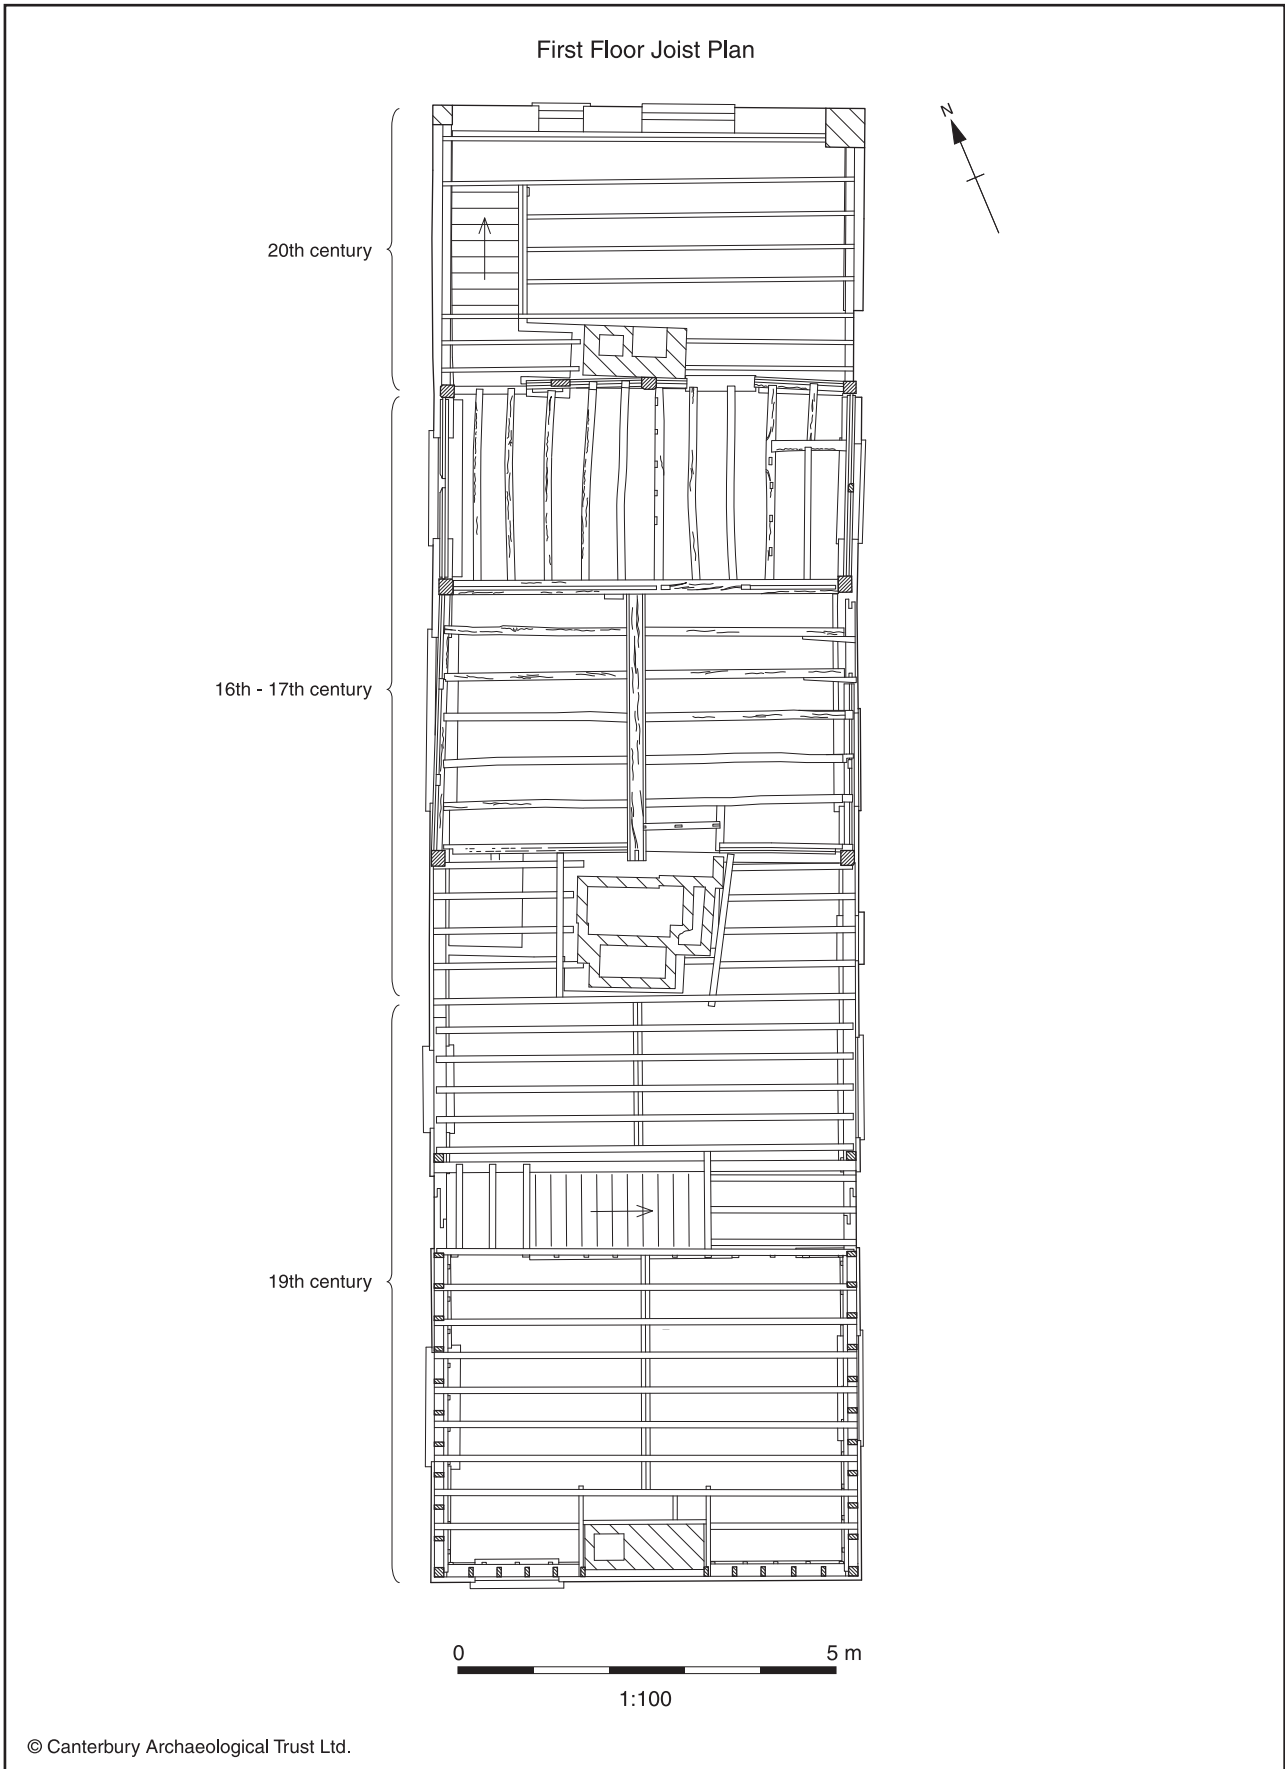 First Floor Joist Plan
N
20th century
16th - 17th century
19th century
0 5 m
1:100
© Canterbury Archaeological Trust Ltd.